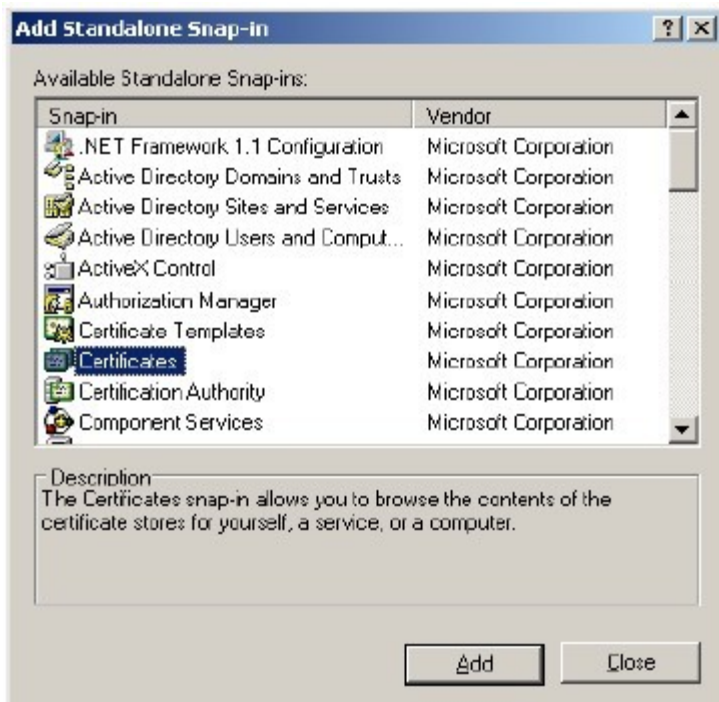 Add Standalone Snap-in
Available Standalone Snap-ins:
Snap-in Vendor
.NET Framework 1.1 Configuration Microsoft Corporation
Active Directory Domains and Trusts Microsoft Corporation
Active Directory Sites and Services Microsoft Corporation
Active Directory Users and Comput... Microsoft Corporation
ActiveX Control Microsoft Corporation
Authorization Manager Microsoft Corporation
Certificate Templates Microsoft Corporation
Certificates Microsoft Corporation
Certification Authority Microsoft Corporation
Component Services Microsoft Corporation
Description
The Certificates snap-in allows you to browse the contents of the
certificate stores for yourself, a service, or a computer.
Add Close